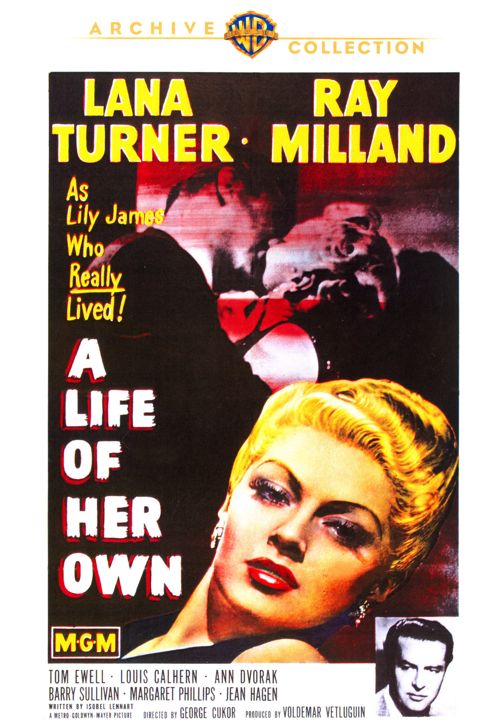 ARCHIVE
COLLECTION
WB
LANA TURNER · RAY MILLAND
As
Lily James
Who
Really
Lived!
A
LIFE
OF
HER
OWN
M-G-M
TOM EWELL · LOUIS CALHERN · ANN DVORAK
BARRY SULLIVAN · MARGARET PHILLIPS · JEAN HAGEN
WRITTEN BY ISOBEL LENNART
A METRO-GOLDWYN-MAYER PICTURE DIRECTED BY GEORGE CUKOR PRODUCED BY VOLDEMAR VETLUGUIN